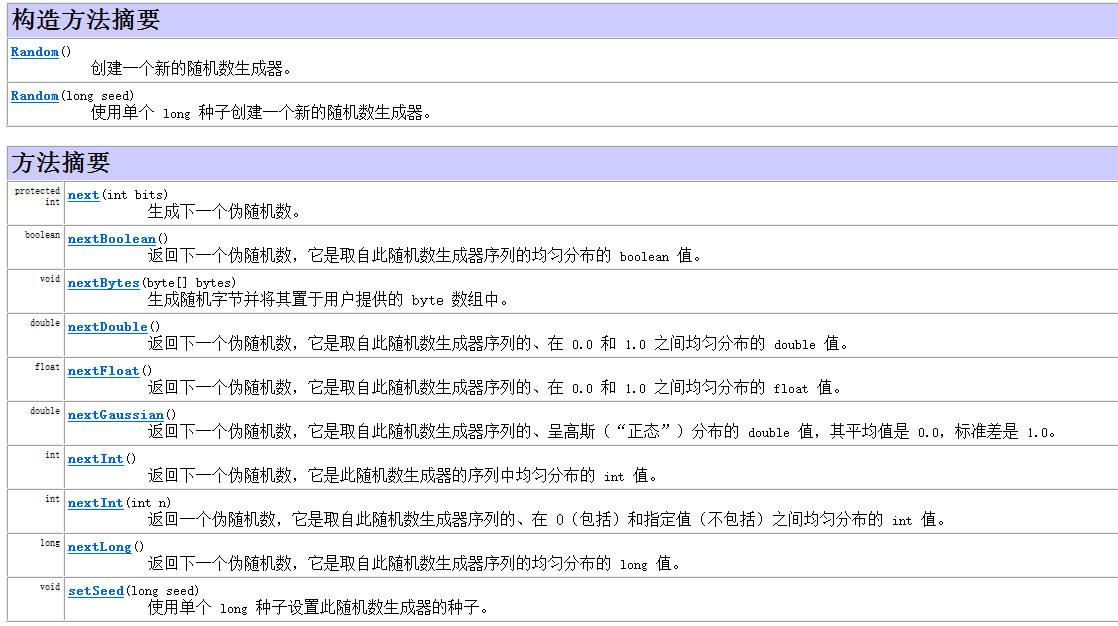 构造方法摘要
Random()
创建一个新的随机数生成器。
Random(long seed)
使用单个 long 种子创建一个新的随机数生成器。
方法摘要
protected int next(int bits)
生成下一个伪随机数。
boolean nextBoolean()
返回下一个伪随机数，它是取自此随机数生成器序列的均匀分布的 boolean 值。
void nextBytes(byte[] bytes)
生成随机字节并将其置于用户提供的 byte 数组中。
double nextDouble()
返回下一个伪随机数，它是取自此随机数生成器序列的、在 0.0 和 1.0 之间均匀分布的 double 值。
float nextFloat()
返回下一个伪随机数，它是取自此随机数生成器序列的、在 0.0 和 1.0 之间均匀分布的 float 值。
double nextGaussian()
返回下一个伪随机数，它是取自此随机数生成器序列的、呈高斯（“正态”）分布的 double 值，其平均值是 0.0，标准差是 1.0。
int nextInt()
返回下一个伪随机数，它是此随机数生成器的序列中均匀分布的 int 值。
int nextInt(int n)
返回一个伪随机数，它是取自此随机数生成器序列的、在 0（包括）和指定值（不包括）之间均匀分布的 int 值。
long nextLong()
返回下一个伪随机数，它是取自此随机数生成器序列的均匀分布的 long 值。
void setSeed(long seed)
使用单个 long 种子设置此随机数生成器的种子。